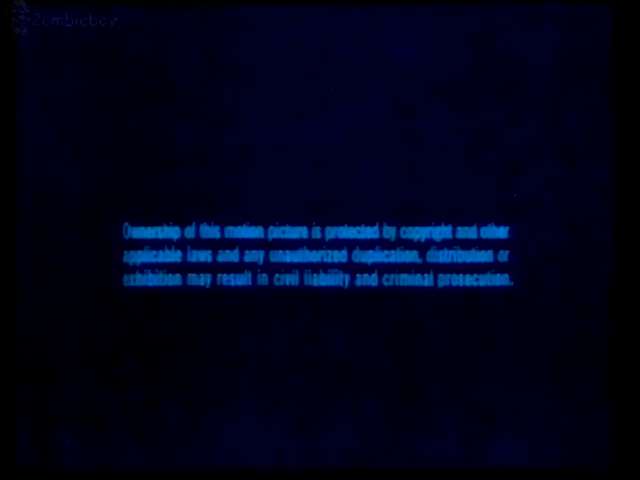 Zombieboy
Ownership of this motion picture is protected by copyright and other
applicable laws and any unauthorized duplication, distribution or
exhibition may result in civil liability and criminal prosecution.